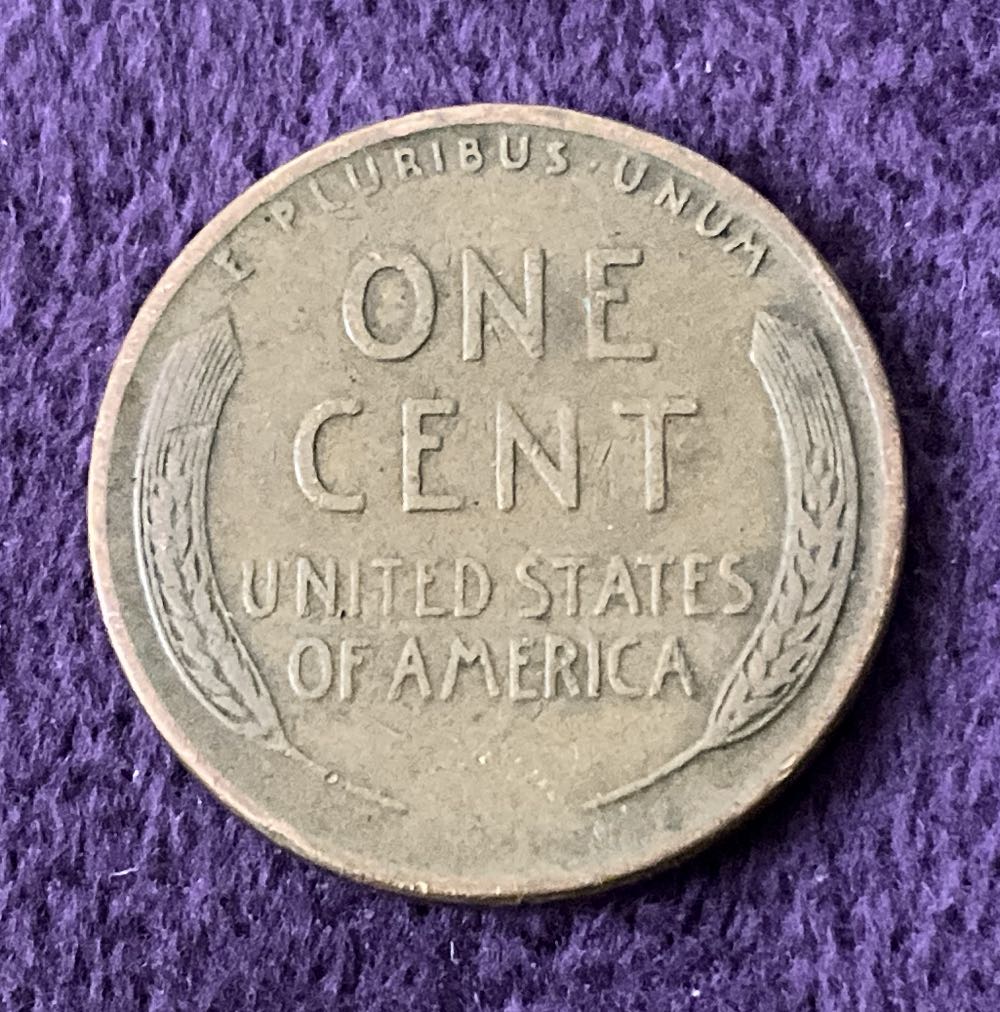 E PLURIBUS·UNUM
ONE
CENT
UNITED STATES
OF AMERICA